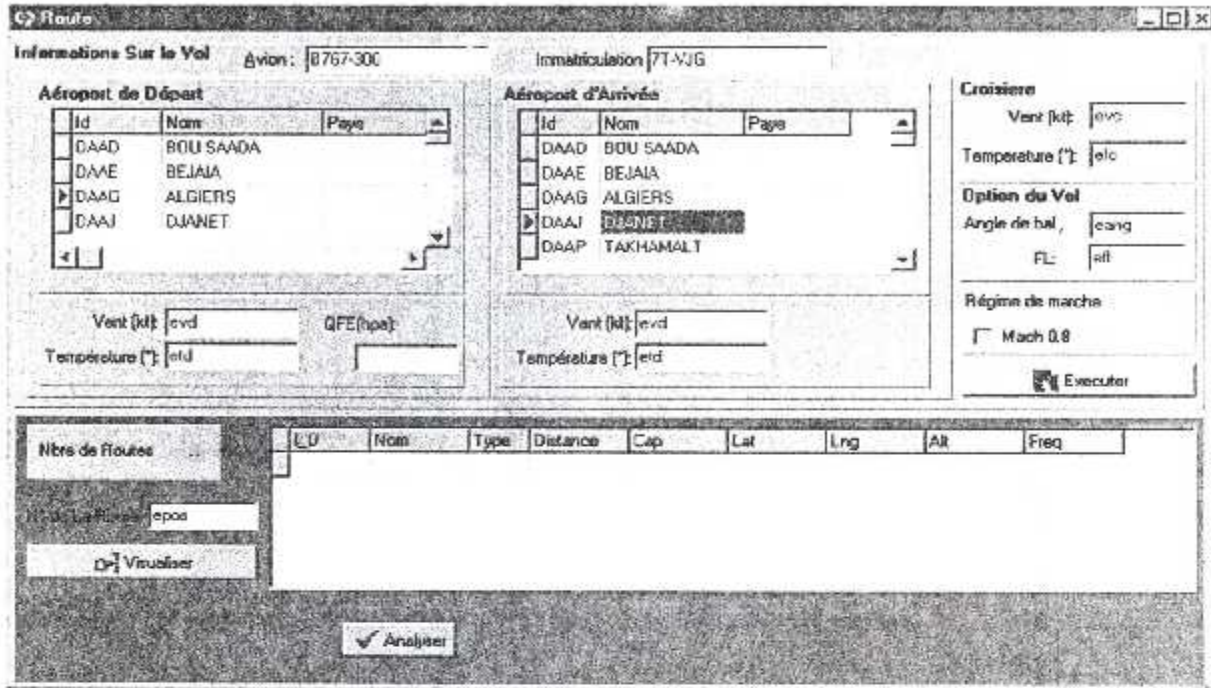 Route
Informations Sur le Vol Avion : B767-300 Immatriculation 7T-VJG
Aéroport de Départ
Id Nom Pays
DAAD BOU SAADA
DAAE BEJAIA
DAAG ALGIERS
DAAJ DJANET
Vent (kt): evd QFE(hpa):
Température (°): etd
Aéroport d'Arrivée
Id Nom Pays
DAAD BOU SAADA
DAAE BEJAIA
DAAG ALGIERS
DAAJ DJANET
DAAP TAKHAMALT
Vent (kt): evd
Température (°): etd
Croisiere
Vent (kt): evc
Temperature (°): etc
Option du Vol
Angle de bal , eang
FL: efl
Régime de marche
Mach 0.8
Executer
Nbre de Routes
epos
Visualiser
I_D Nom Type Distance Cap Lat Lng Alt Freq
Analyser